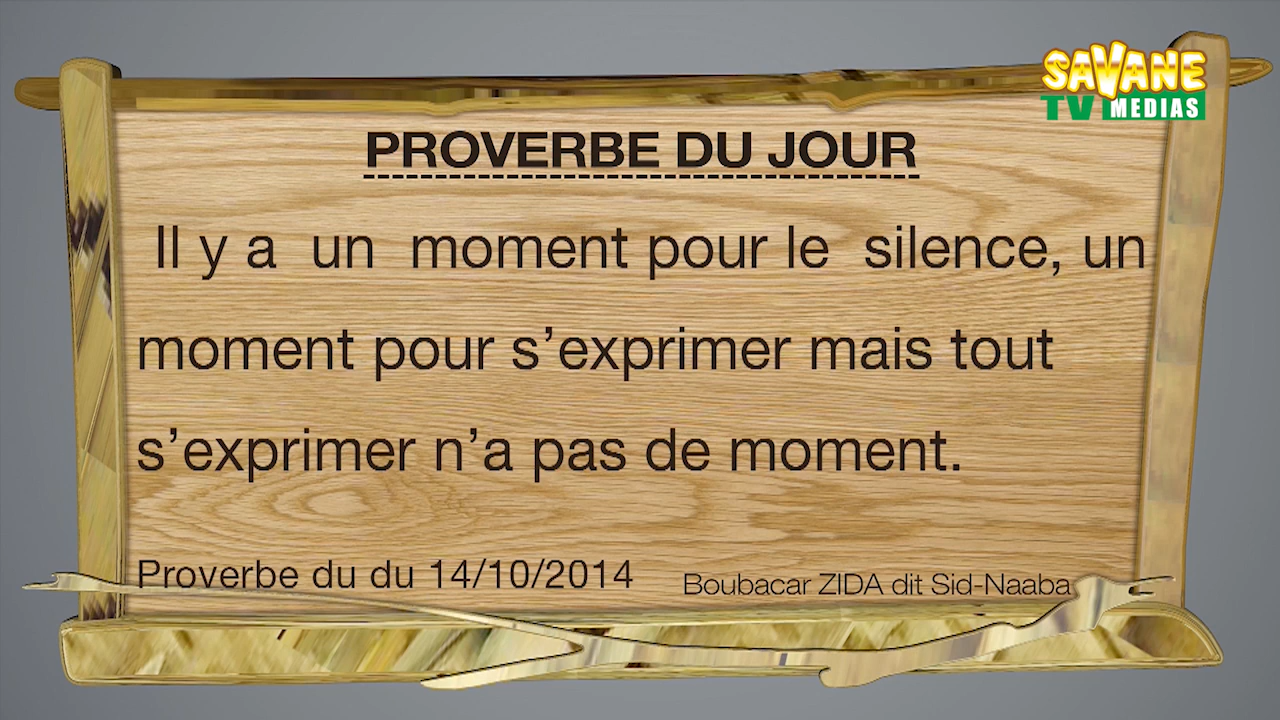 SAVANE
TV MEDIAS
PROVERBE DU JOUR
Il y a un moment pour le silence, un
moment pour s’exprimer mais tout
s’exprimer n’a pas de moment.
Proverbe du du 14/10/2014
Boubacar ZIDA dit Sid-Naaba